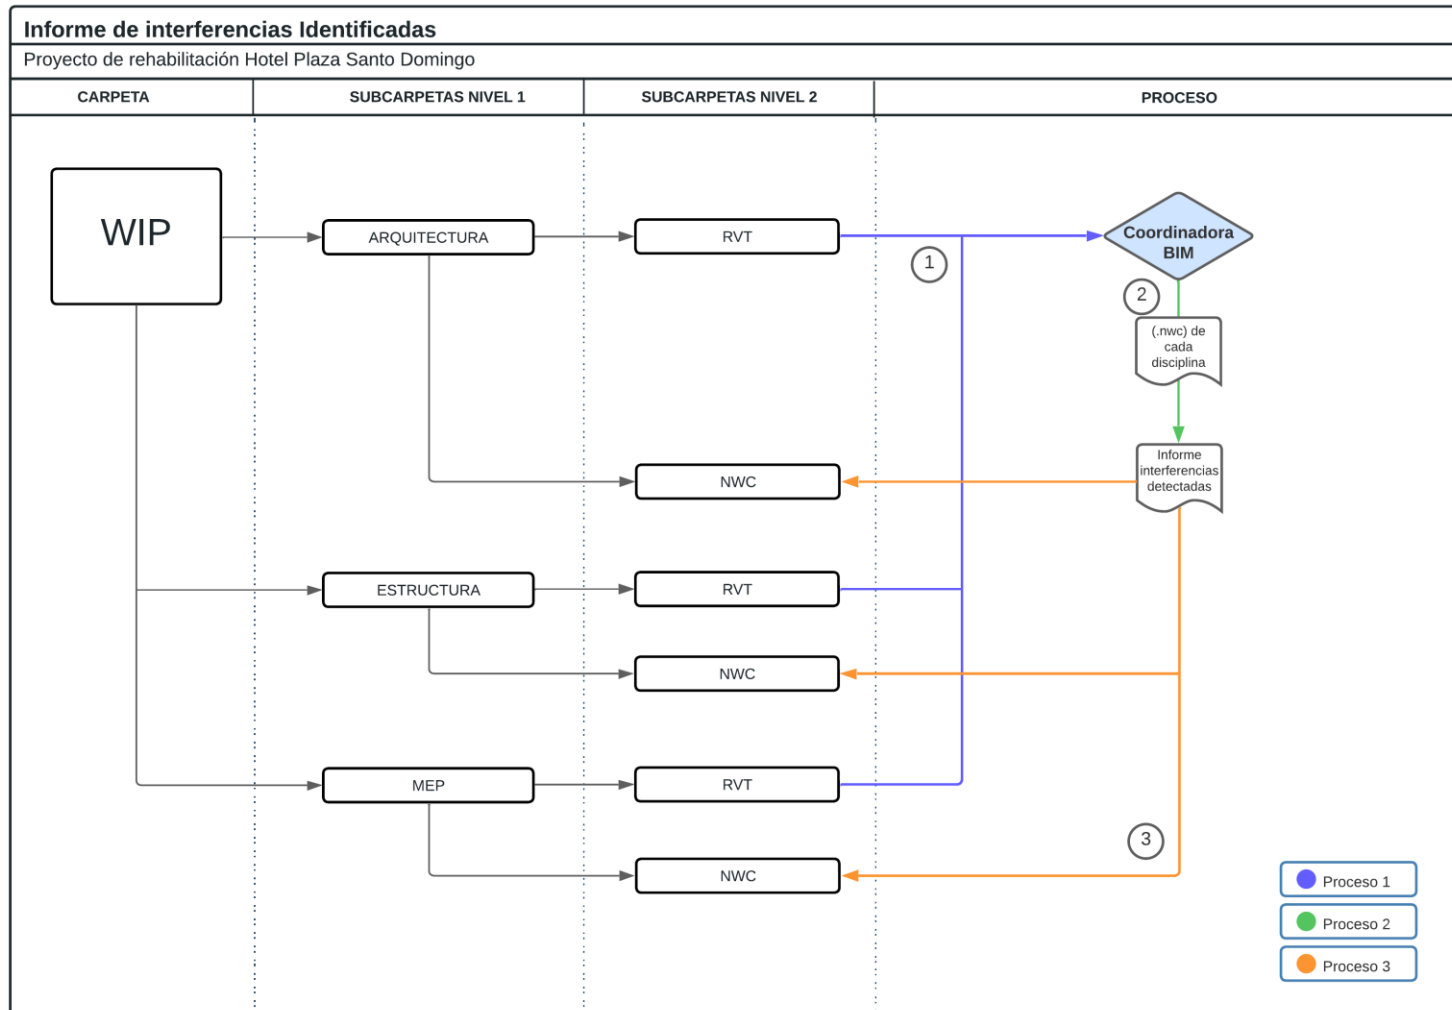 Informe de interferencias Identificadas
Proyecto de rehabilitación Hotel Plaza Santo Domingo
CARPETA
SUBCARPETAS NIVEL 1
SUBCARPETAS NIVEL 2
PROCESO
WIP
ARQUITECTURA
RVT
1
Coordinadora
BIM
2
(.nwc) de
cada
disciplina
NWC
Informe
interferencias
detectadas
ESTRUCTURA
RVT
NWC
MEP
RVT
3
NWC
Proceso 1
Proceso 2
Proceso 3